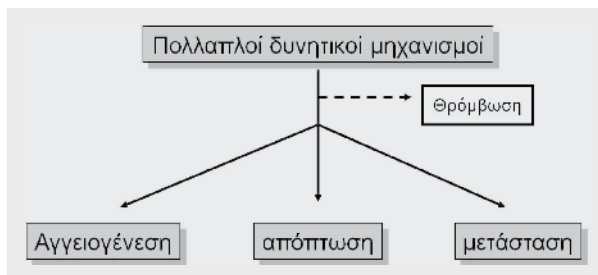 Πολλαπλοί δυνητικοί μηχανισμοί
Θρόμβωση
Αγγειογένεση
απόπτωση
μετάσταση